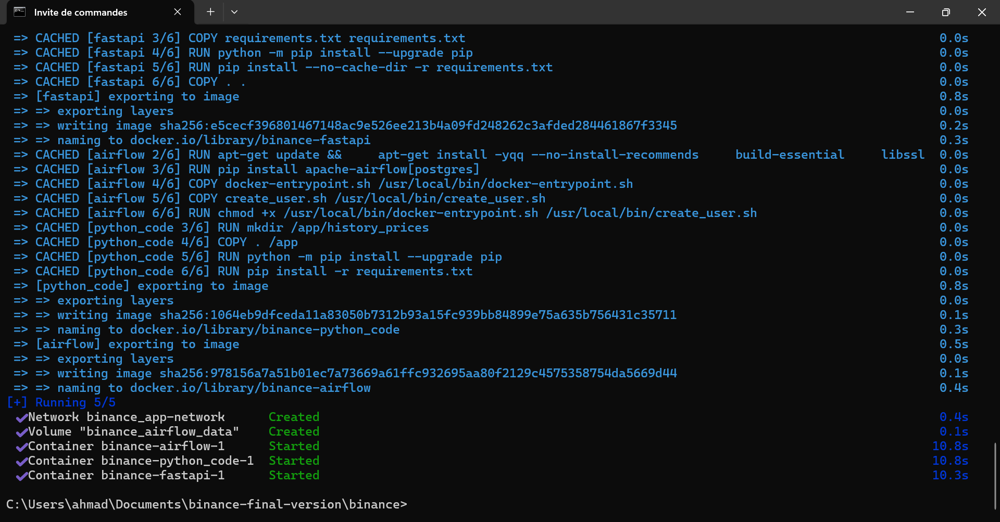 Invite de commandes
=> CACHED [fastapi 3/6] COPY requirements.txt requirements.txt 0.0s
=> CACHED [fastapi 4/6] RUN python -m pip install --upgrade pip 0.0s
=> CACHED [fastapi 5/6] RUN pip install --no-cache-dir -r requirements.txt 0.0s
=> CACHED [fastapi 6/6] COPY . . 0.0s
=> [fastapi] exporting to image 0.8s
=> => exporting layers 0.0s
=> => writing image sha256:e5cecf396801467148ac9e526ee213b4a09fd248262c3afded284461867f3345 0.2s
=> => naming to docker.io/library/binance-fastapi 0.3s
=> CACHED [airflow 2/6] RUN apt-get update &&     apt-get install -yqq --no-install-recommends     build-essential     libssl 0.0s
=> CACHED [airflow 3/6] RUN pip install apache-airflow[postgres] 0.0s
=> CACHED [airflow 4/6] COPY docker-entrypoint.sh /usr/local/bin/docker-entrypoint.sh 0.0s
=> CACHED [airflow 5/6] COPY create_user.sh /usr/local/bin/create_user.sh 0.0s
=> CACHED [airflow 6/6] RUN chmod +x /usr/local/bin/docker-entrypoint.sh /usr/local/bin/create_user.sh 0.0s
=> CACHED [python_code 3/6] RUN mkdir /app/history_prices 0.0s
=> CACHED [python_code 4/6] COPY . /app 0.0s
=> CACHED [python_code 5/6] RUN python -m pip install --upgrade pip 0.0s
=> CACHED [python_code 6/6] RUN pip install -r requirements.txt 0.0s
=> [python_code] exporting to image 0.8s
=> => exporting layers 0.0s
=> => writing image sha256:1064eb9dfceda11a83050b7312b93a15fc939bb84899e75a635b756431c35711 0.1s
=> => naming to docker.io/library/binance-python_code 0.3s
=> [airflow] exporting to image 0.5s
=> => exporting layers 0.0s
=> => writing image sha256:978156a7a51b01ec7a73669a61ffc932695aa80f2129c4575358754da5669d44 0.1s
=> => naming to docker.io/library/binance-airflow 0.4s
[+] Running 5/5
✔Network binance_app-network Created 0.4s
✔Volume "binance_airflow_data" Created 0.1s
✔Container binance-airflow-1 Started 10.8s
✔Container binance-python_code-1 Started 10.8s
✔Container binance-fastapi-1 Started 10.3s
C:\Users\ahmad\Documents\binance-final-version\binance>